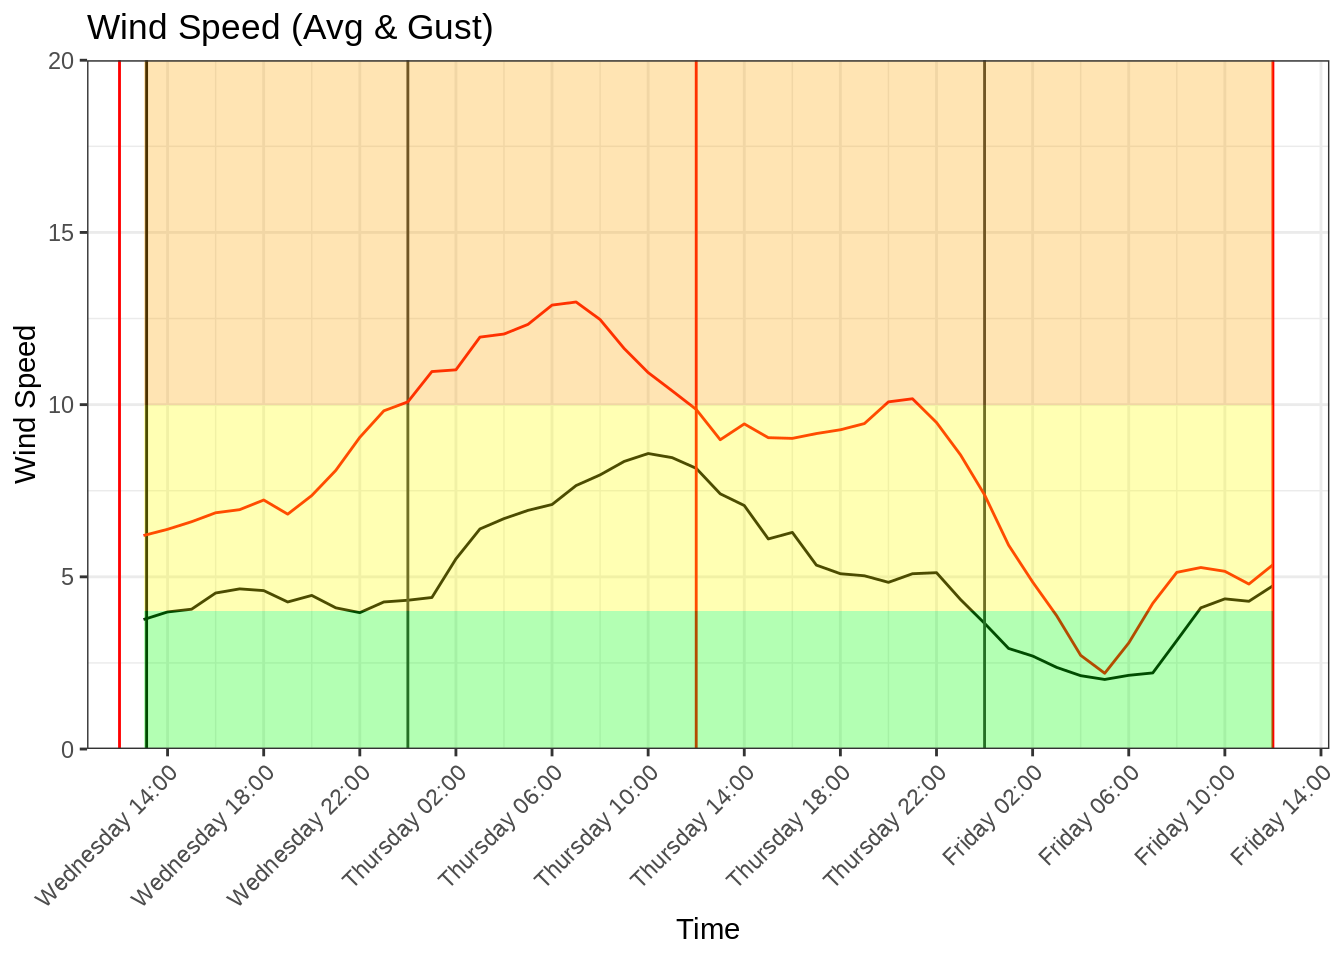 Wind Speed (Avg & Gust)
20
15
10
5
0
Wind Speed
Wednesday 14:00
Wednesday 18:00
Wednesday 22:00
Thursday 02:00
Thursday 06:00
Thursday 10:00
Thursday 14:00
Thursday 18:00
Thursday 22:00
Friday 02:00
Friday 06:00
Friday 10:00
Friday 14:00
Time